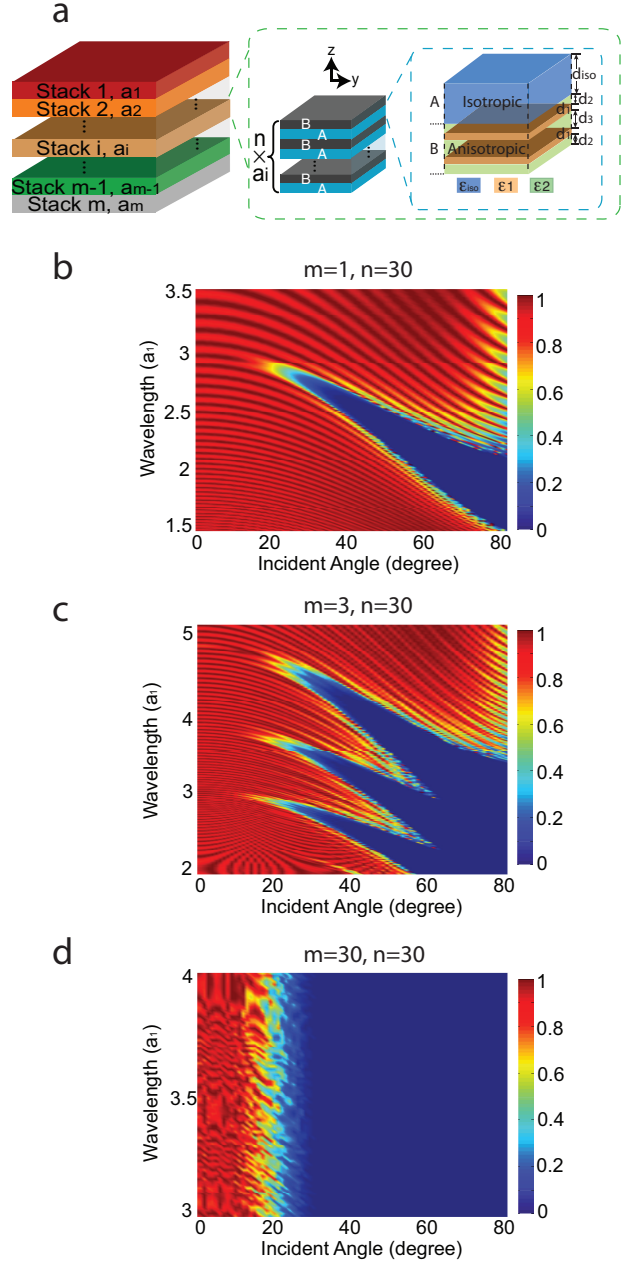 a
Stack 1, a1
Stack 2, a2
Stack i, ai
Stack m-1, am-1
Stack m, am
z
y
n
×
ai
B
A
B
A
B
A
A
B
Isotropic
Anisotropic
diso
d2
d1
d3
d1
d2
εiso
ε1
ε2
b
m=1, n=30
Wavelength (a1)
3.5
3
2.5
2
1.5
0 20 40 60 80
Incident Angle (degree)
1
0.8
0.6
0.4
0.2
0
c
m=3, n=30
Wavelength (a1)
5
4
3
2
0 20 40 60 80
Incident Angle (degree)
1
0.8
0.6
0.4
0.2
0
d
m=30, n=30
Wavelength (a1)
4
3.5
3
0 20 40 60 80
Incident Angle (degree)
1
0.8
0.6
0.4
0.2
0